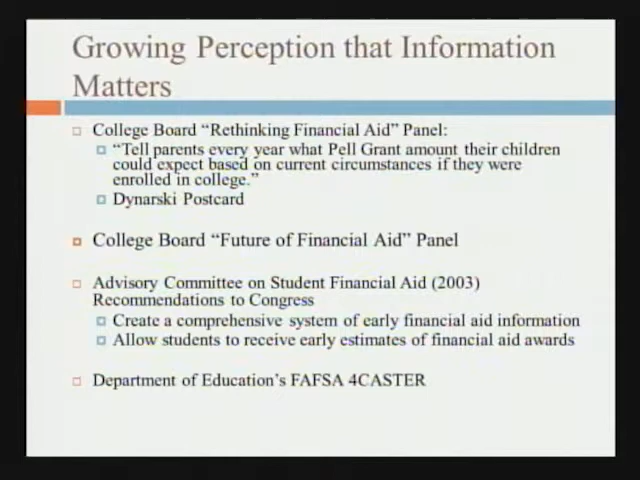 Growing Perception that Information
Matters
College Board “Rethinking Financial Aid” Panel:
“Tell parents every year what Pell Grant amount their children
could expect based on current circumstances if they were
enrolled in college.”
Dynarski Postcard
College Board “Future of Financial Aid” Panel
Advisory Committee on Student Financial Aid (2003)
Recommendations to Congress
Create a comprehensive system of early financial aid information
Allow students to receive early estimates of financial aid awards
Department of Education’s FAFSA 4CASTER